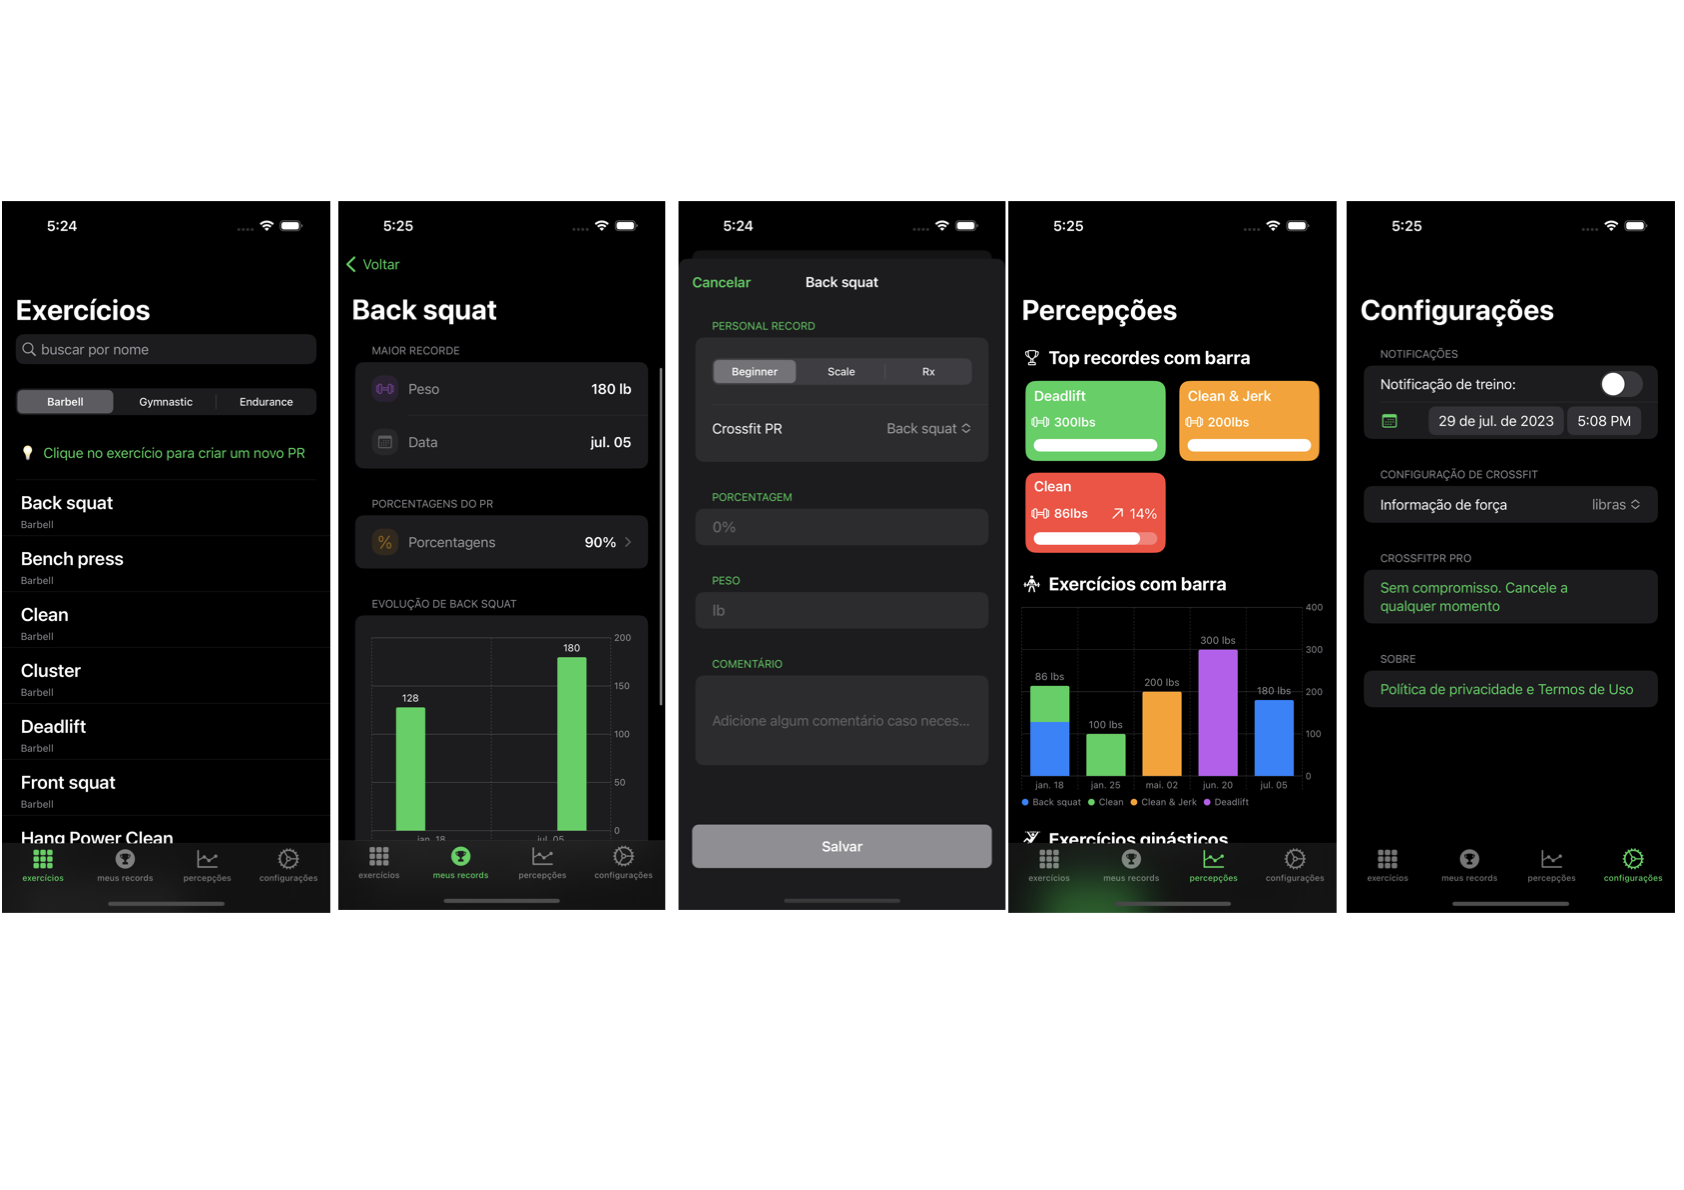 5:24
Exercícios
buscar por nome
Barbell Gymnastic Endurance
Clique no exercício para criar um novo PR
Back squat
Barbell
Bench press
Barbell
Clean
Barbell
Cluster
Barbell
Deadlift
Barbell
Front squat
Barbell
Hang Power Clean
exercícios meus records percepções configurações
5:25
Voltar
Back squat
MAIOR RECORDE
Peso 180 lb
Data jul. 05
PORCENTAGENS DO PR
% Porcentagens 90%
EVOLUÇÃO DE BACK SQUAT
200
180
150
128
100
50
0
jan. 18 jul. 05
exercícios meus records percepções configurações
5:24
Cancelar Back squat
PERSONAL RECORD
Beginner Scale Rx
Crossfit PR Back squat
PORCENTAGEM
0%
PESO
lb
COMENTÁRIO
Adicione algum comentário caso neces...
Salvar
5:25
Percepções
Top recordes com barra
Deadlift
300lbs
Clean & Jerk
200lbs
Clean
86lbs 14%
Exercícios com barra
400
300 lbs
300
86 lbs
200 lbs
180 lbs
200
100 lbs
100
0
jan. 18 jan. 25 mai. 02 jun. 20 jul. 05
Back squat Clean Clean & Jerk Deadlift
Exercícios ginásticos
exercícios meus records percepções configurações
5:25
Configurações
NOTIFICAÇÕES
Notificação de treino:
29 de jul. de 2023 5:08 PM
CONFIGURAÇÃO DE CROSSFIT
Informação de força libras
CROSSFITPR PRO
Sem compromisso. Cancele a
qualquer momento
SOBRE
Política de privacidade e Termos de Uso
exercícios meus records percepções configurações